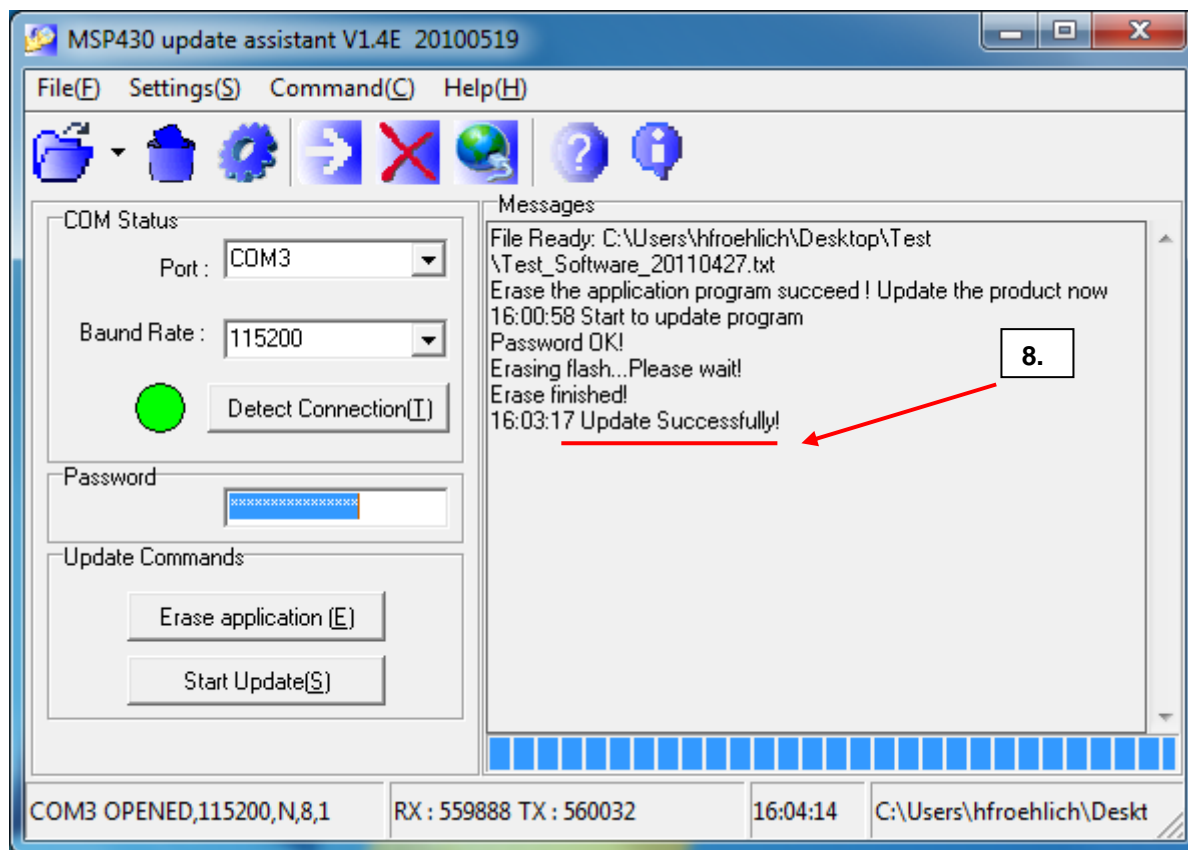 MSP430 update assistant V1.4E 20100519
File(F) Settings(S) Command(C) Help(H)
COM Status
Port : COM3
Baund Rate : 115200
Detect Connection(T)
Password
****************
Update Commands
Erase application (E)
Start Update(S)
Messages
File Ready: C:\Users\hfroehlich\Desktop\Test
\Test_Software_20110427.txt
Erase the application program succeed ! Update the product now
16:00:58 Start to update program
Password OK!
Erasing flash...Please wait!
Erase finished!
16:03:17 Update Successfully!
8.
COM3 OPENED,115200,N,8,1 RX : 559888 TX : 560032 16:04:14 C:\Users\hfroehlich\Deskt